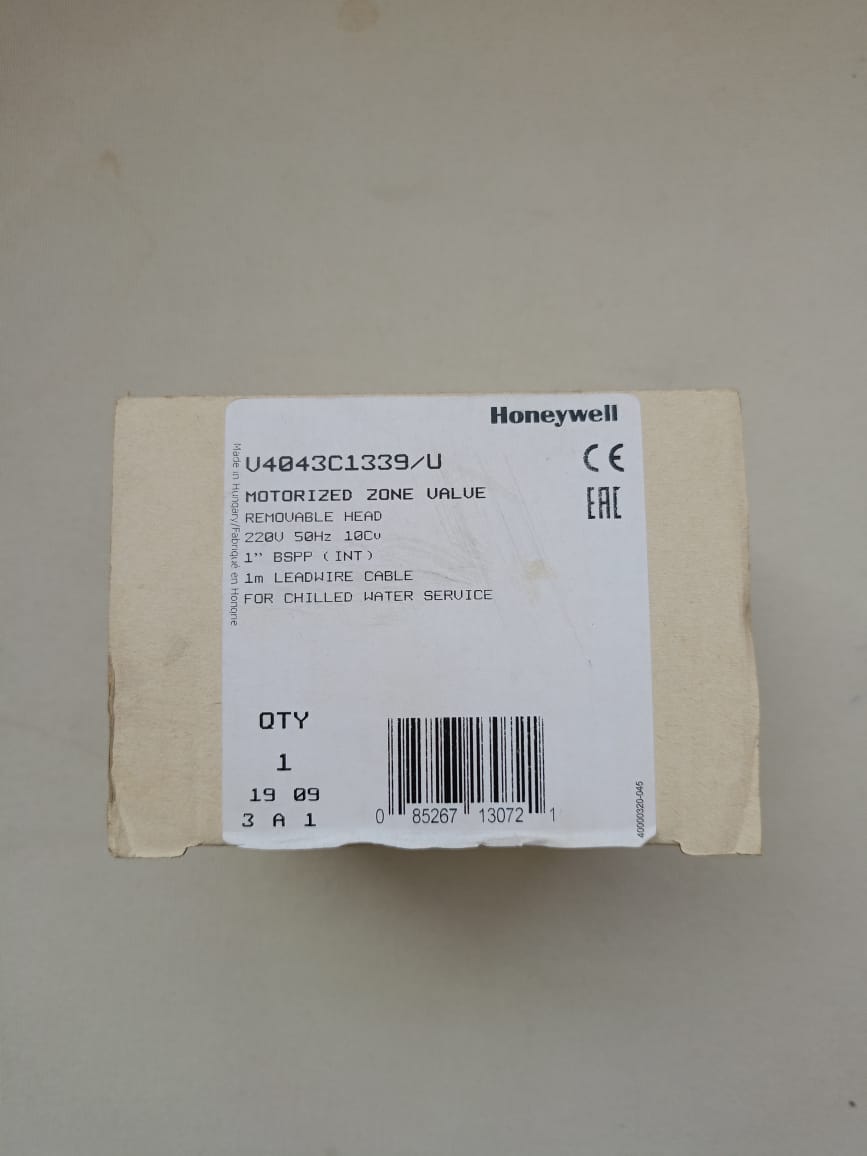 Honeywell
V4043C1339/U
CE
EAC
MOTORIZED ZONE VALVE
REMOVABLE HEAD
220V 50Hz 10Cv
1” BSPP (INT)
1m LEADWIRE CABLE
FOR CHILLED WATER SERVICE
Made in Hungary/Fabriqué en Hongrie
QTY
1
19 09
3 A 1
0 85267 13072 1
40000320-045